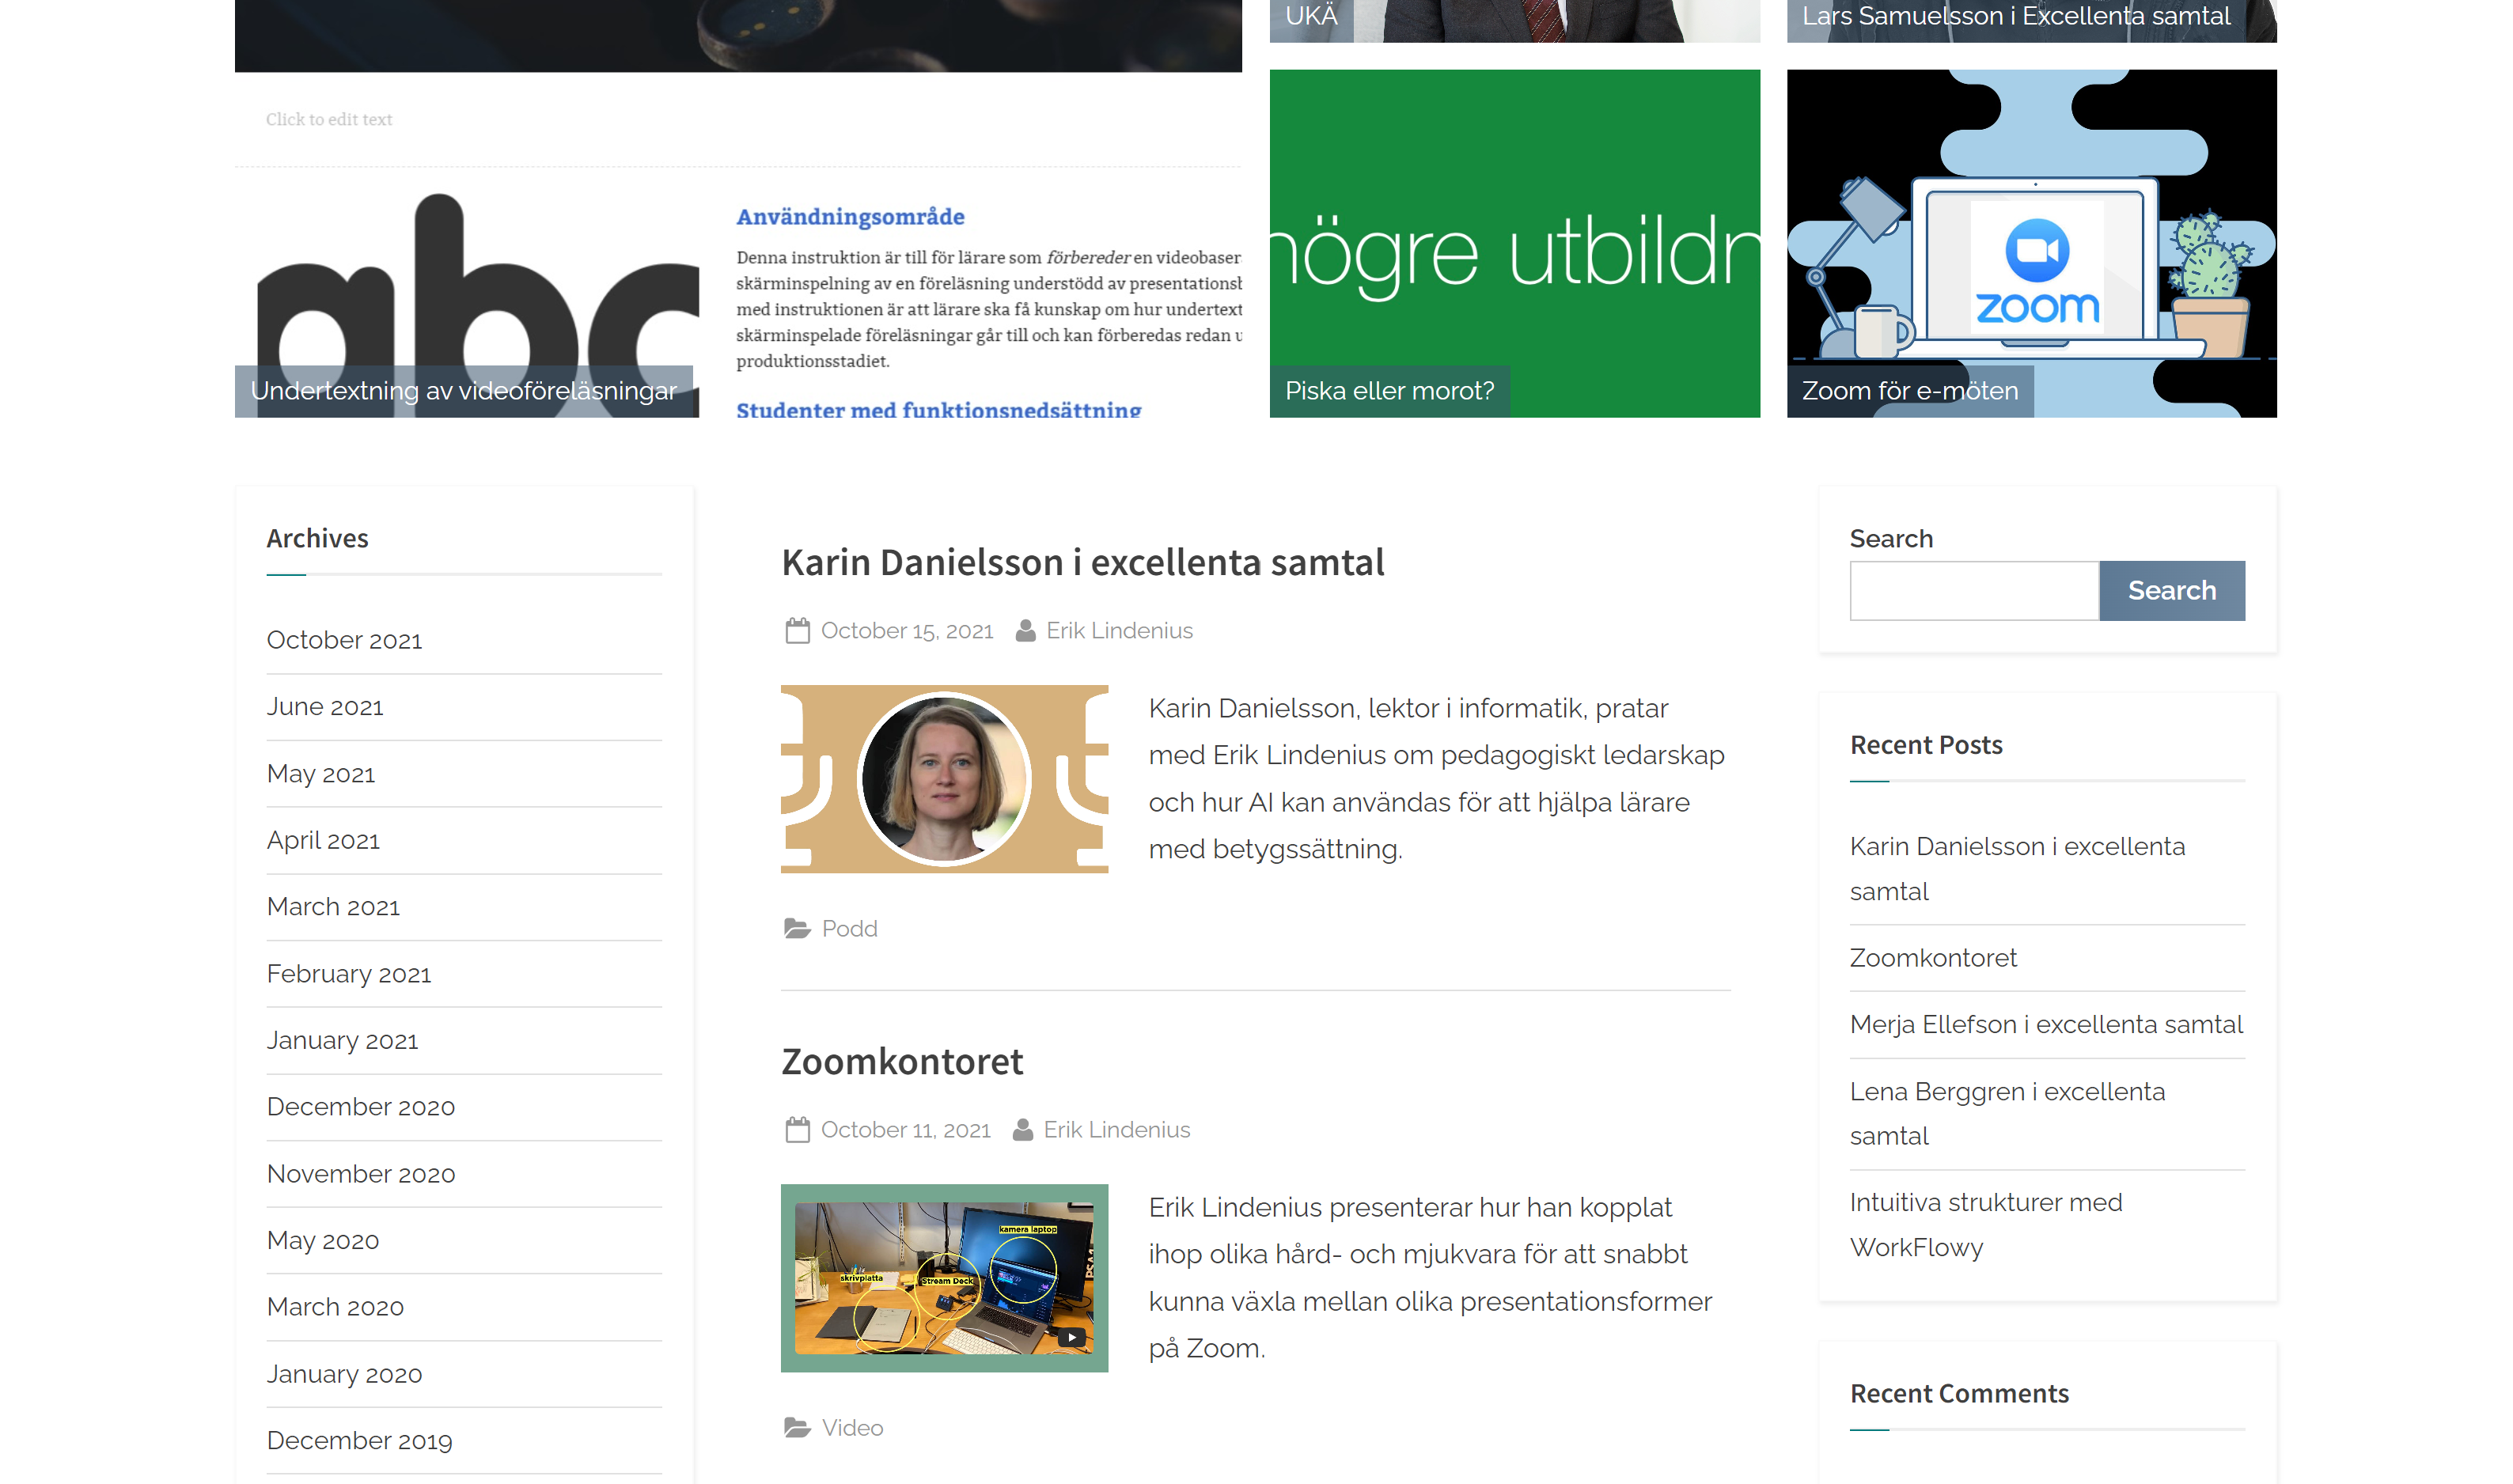 UKÄ
Lars Samuelsson i Excellenta samtal
Click to edit text
abc
Användningsområde
Denna instruktion är till för lärare som förbereder en videobaser
skärminspelning av en föreläsning understödd av presentationsb
med instruktionen är att lärare ska få kunskap om hur undertext
skärminspelade föreläsningar går till och kan förberedas redan u
produktionsstadiet.
Studenter med funktionsnedsättning
Undertextning av videoföreläsningar
högre utbildn
Piska eller morot?
zoom
Zoom för e-möten
Archives
October 2021
June 2021
May 2021
April 2021
March 2021
February 2021
January 2021
December 2020
November 2020
May 2020
March 2020
January 2020
December 2019
Karin Danielsson i excellenta samtal
October 15, 2021 Erik Lindenius
Karin Danielsson, lektor i informatik, pratar
med Erik Lindenius om pedagogiskt ledarskap
och hur AI kan användas för att hjälpa lärare
med betygssättning.
Podd
Zoomkontoret
October 11, 2021 Erik Lindenius
kamera laptop
skrivplatta
Stream Deck
Erik Lindenius presenterar hur han kopplat
ihop olika hård- och mjukvara för att snabbt
kunna växla mellan olika presentationsformer
på Zoom.
Video
Search
Search
Recent Posts
Karin Danielsson i excellenta
samtal
Zoomkontoret
Merja Ellefson i excellenta samtal
Lena Berggren i excellenta
samtal
Intuitiva strukturer med
WorkFlowy
Recent Comments